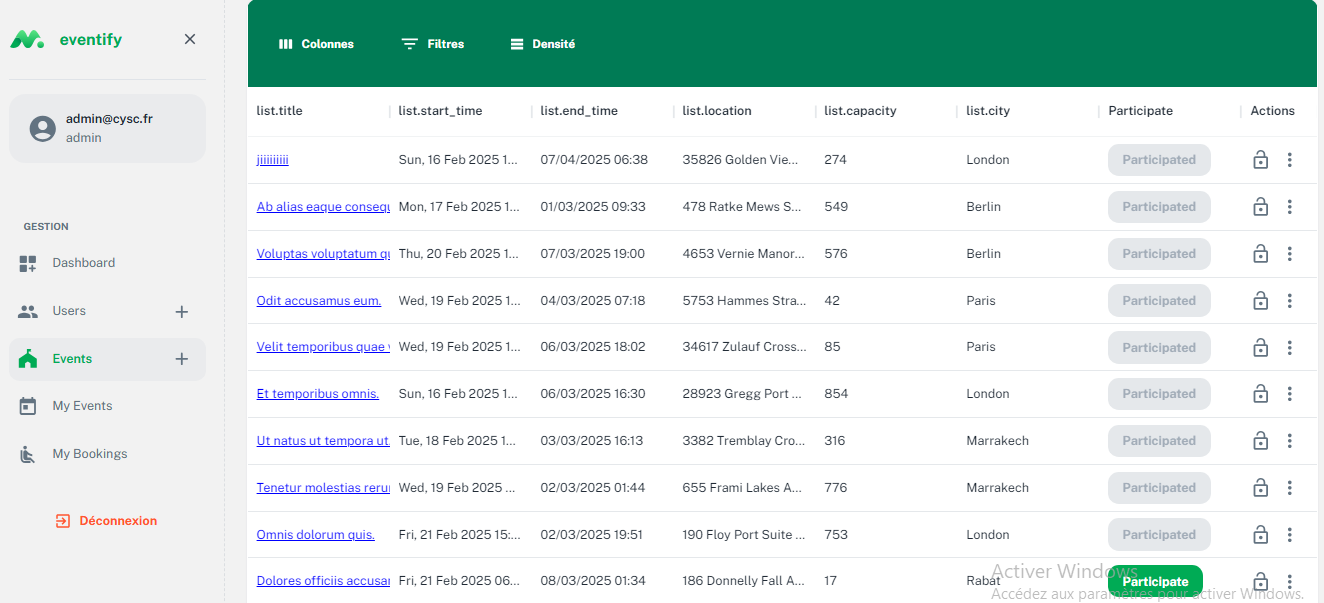 eventify
admin@cysc.fr
admin
GESTION
Dashboard
Users
Events
My Events
My Bookings
Déconnexion
Colonnes Filtres Densité
list.title list.start_time list.end_time list.location list.capacity list.city Participate Actions
jiiiiiiiii Sun, 16 Feb 2025 1... 07/04/2025 06:38 35826 Golden Vie... 274 London Participated
Ab alias eaque consequ Mon, 17 Feb 2025 1... 01/03/2025 09:33 478 Ratke Mews S... 549 Berlin Participated
Voluptas voluptatum qu Thu, 20 Feb 2025 1... 07/03/2025 19:00 4653 Vernie Manor... 576 Berlin Participated
Odit accusamus eum. Wed, 19 Feb 2025 1... 04/03/2025 07:18 5753 Hammes Stra... 42 Paris Participated
Velit temporibus quae Wed, 19 Feb 2025 1... 06/03/2025 18:02 34617 Zulauf Cross... 85 Paris Participated
Et temporibus omnis. Sun, 16 Feb 2025 1... 06/03/2025 16:30 28923 Gregg Port ... 854 London Participated
Ut natus ut tempora ut. Tue, 18 Feb 2025 1... 03/03/2025 16:13 3382 Tremblay Cro... 316 Marrakech Participated
Tenetur molestias rerur Wed, 19 Feb 2025 ... 02/03/2025 01:44 655 Frami Lakes A... 776 Marrakech Participated
Omnis dolorum quis. Fri, 21 Feb 2025 15:... 02/03/2025 19:51 190 Floy Port Suite ... 753 London Participated
Dolores officiis accusar Fri, 21 Feb 2025 06... 08/03/2025 01:34 186 Donnelly Fall A... 17 Rabat Participate
Activer Windows
Accédez aux paramètres pour activer Windows.